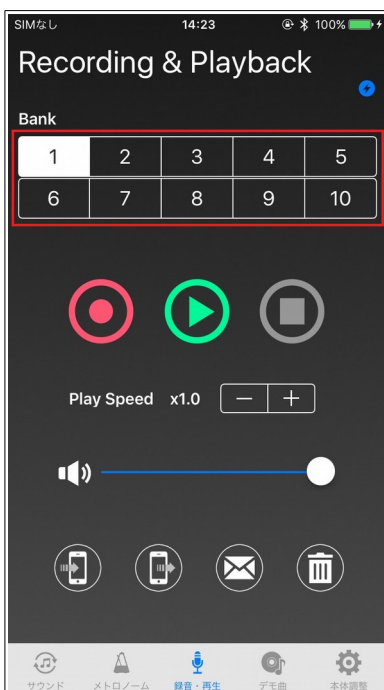 SIMなし 14:23 100%
Recording & Playback
Bank
1 2 3 4 5
6 7 8 9 10
Play Speed x1.0 − +
サウンド メトロノーム 録音・再生 デモ曲 本体調整